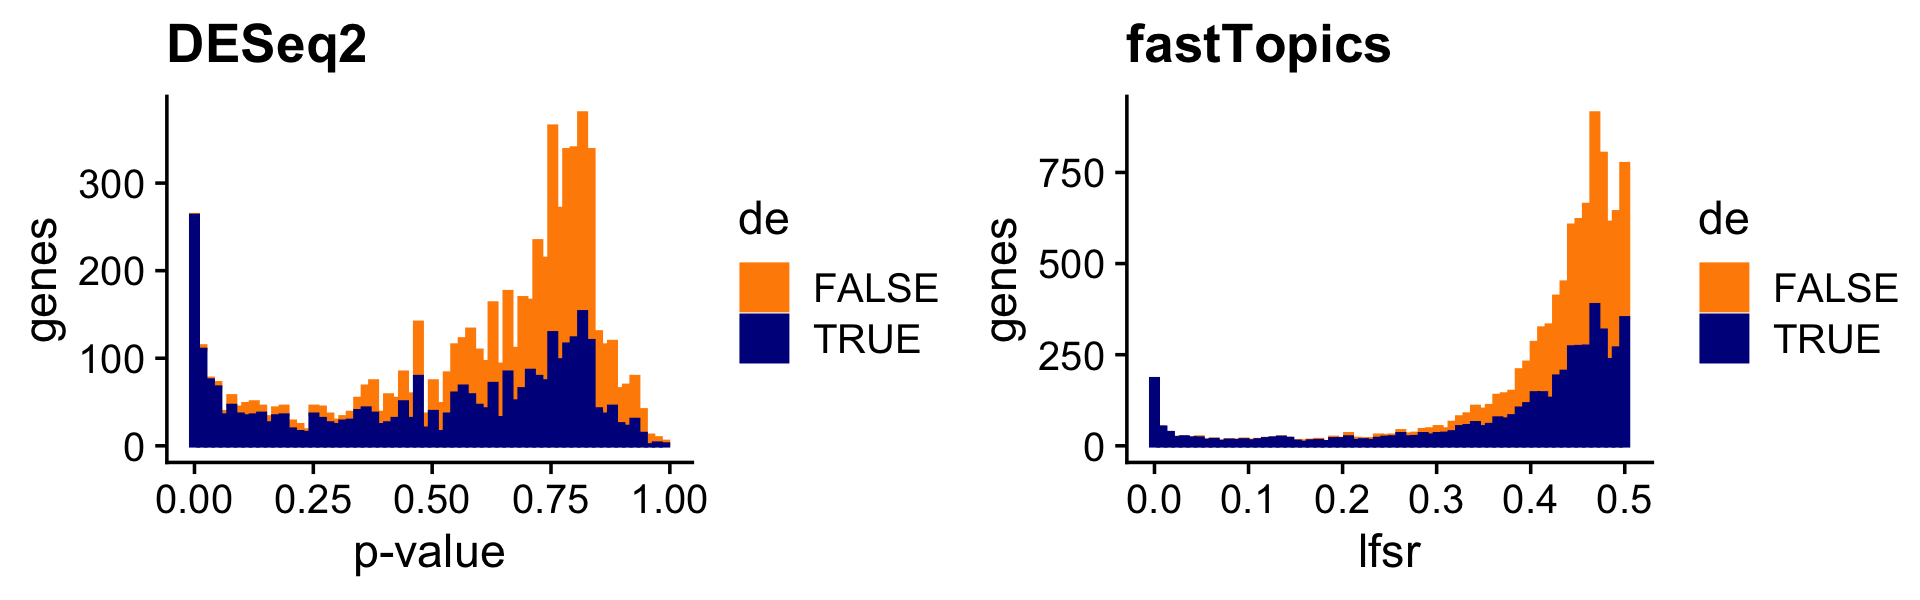 DESeq2
genes
300
200
100
0
0.00 0.25 0.50 0.75 1.00
p-value
de
FALSE
TRUE
fastTopics
genes
750
500
250
0
0.0 0.1 0.2 0.3 0.4 0.5
lfsr
de
FALSE
TRUE